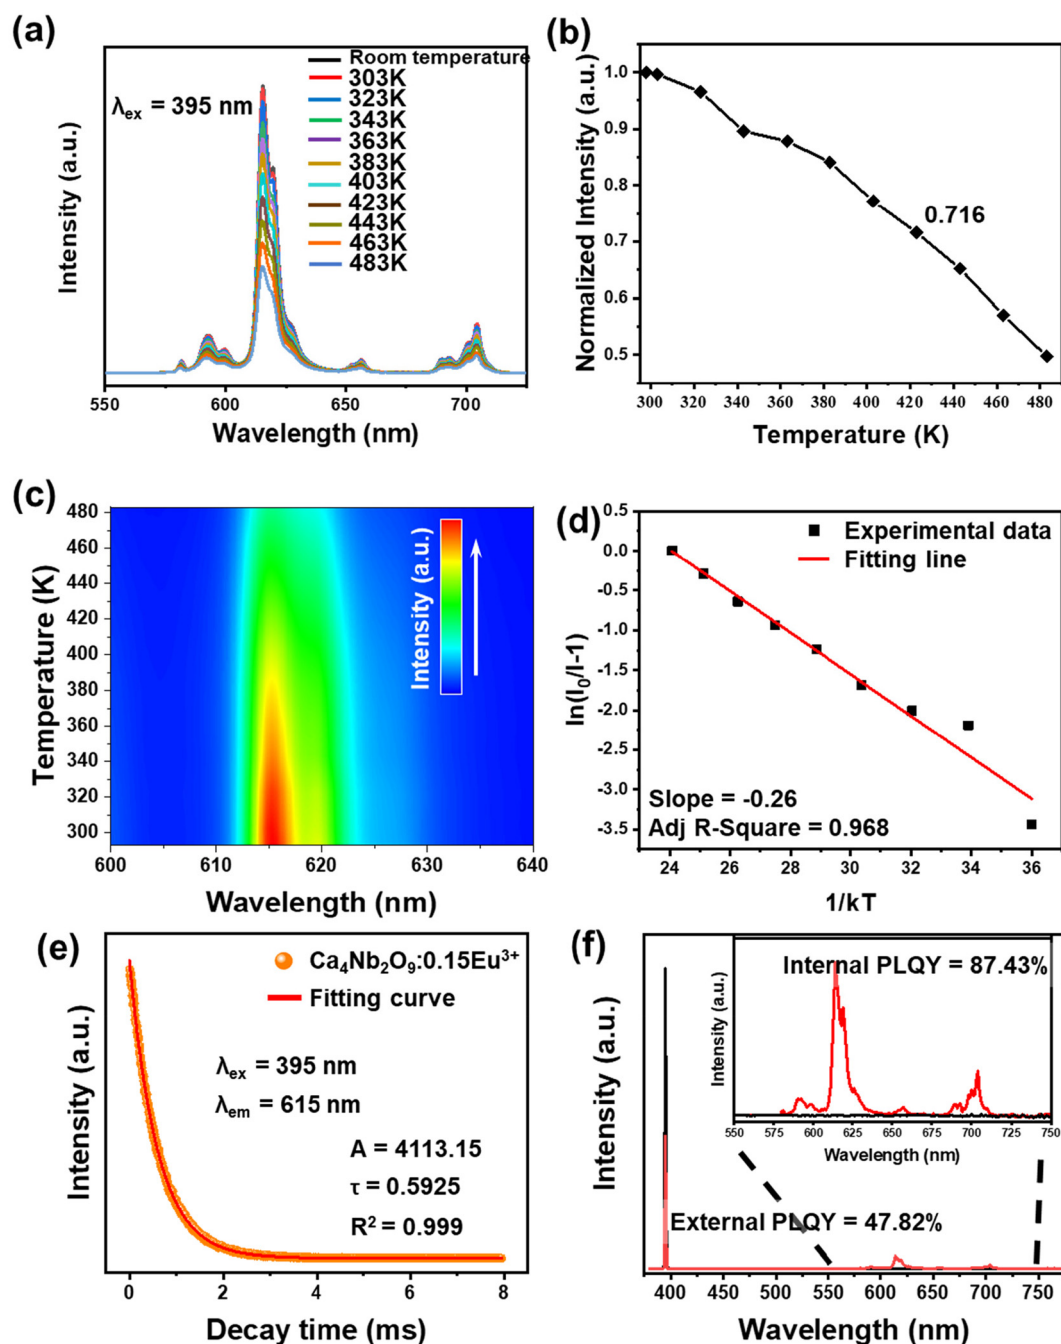 (a)
Intensity (a.u.)
λex = 395 nm
Room temperature
303K
323K
343K
363K
383K
403K
423K
443K
463K
483K
550
600
650
700
Wavelength (nm)
(b)
Normalized Intensity (a.u.)
1.0
0.9
0.8
0.7
0.6
0.5
0.716
300 320 340 360 380 400 420 440 460 480
Temperature (K)
(c)
Temperature (K)
480
460
440
420
400
380
360
340
320
300
Intensity (a.u.)
600
610
620
630
640
Wavelength (nm)
(d)
ln(I0/I-1)
0.5
0.0
-0.5
-1.0
-1.5
-2.0
-2.5
-3.0
-3.5
Experimental data
Fitting line
Slope = -0.26
Adj R-Square = 0.968
24 26 28 30 32 34 36
1/kT
(e)
Intensity (a.u.)
Ca4Nb2O9:0.15Eu3+
Fitting curve
λex = 395 nm
λem = 615 nm
A = 4113.15
τ = 0.5925
R2 = 0.999
0 2 4 6 8
Decay time (ms)
(f)
Intensity (a.u.)
Internal PLQY = 87.43%
Intensity (a.u.)
550 575 600 625 650 675 700 725 750
Wavelength (nm)
External PLQY = 47.82%
400 450 500 550 600 650 700 750
Wavelength (nm)